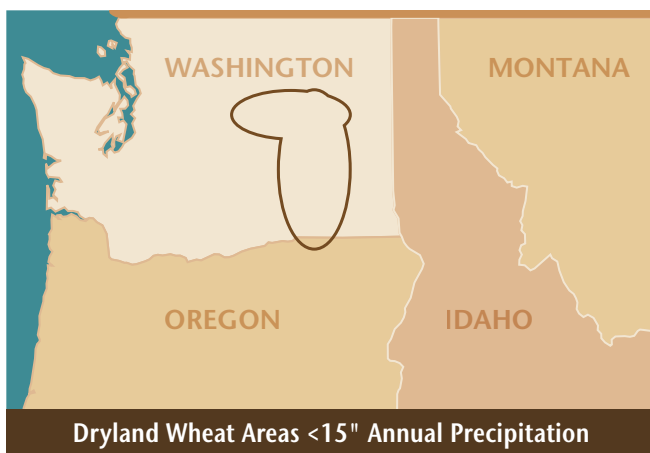 WASHINGTON
MONTANA
OREGON
IDAHO
Dryland Wheat Areas <15" Annual Precipitation